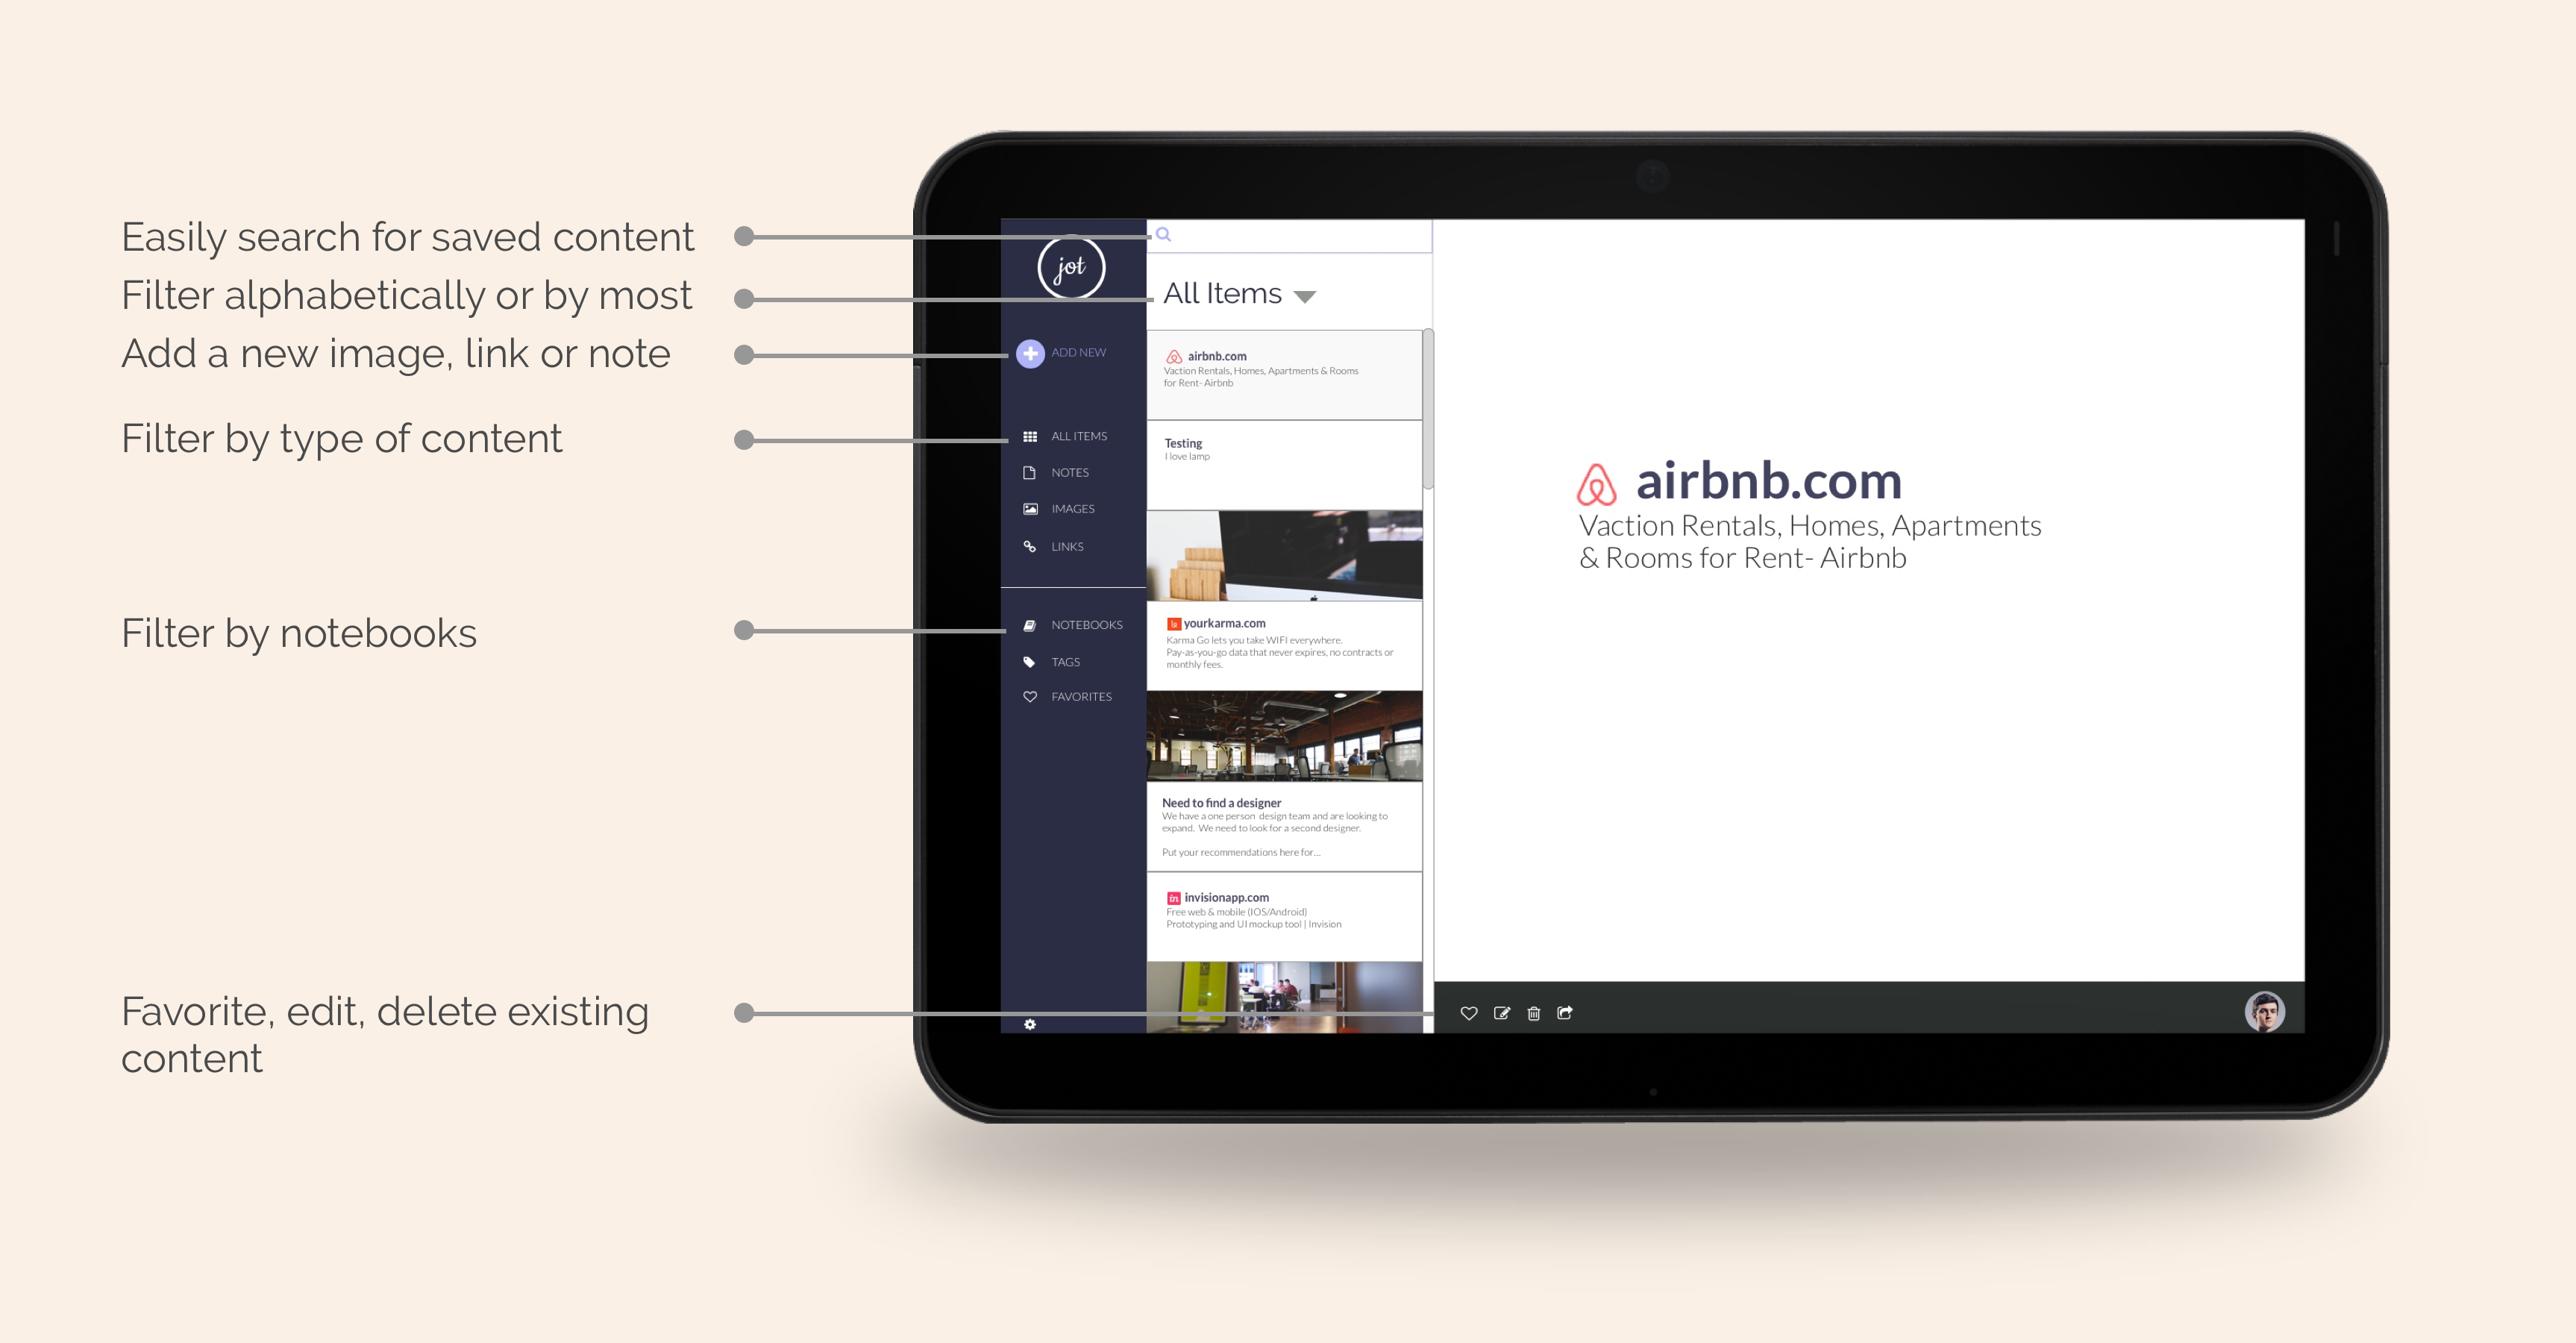 Easily search for saved content
Filter alphabetically or by most
Add a new image, link or note
Filter by type of content
Filter by notebooks
Favorite, edit, delete existing
content
jot
ADD NEW
ALL ITEMS
NOTES
IMAGES
LINKS
NOTEBOOKS
TAGS
FAVORITES
All Items
airbnb.com
Vaction Rentals, Homes, Apartments & Rooms
for Rent- Airbnb
Testing
I love lamp
yourkarma.com
Karma Go lets you take WIFI everywhere.
Pay-as-you-go data that never expires, no contracts or
monthly fees.
Need to find a designer
We have a one person design team and are looking to
expand. We need to look for a second designer.
Put your recommendations here for...
in invisionapp.com
Free web & mobile (IOS/Android)
Prototyping and UI mockup tool | Invision
airbnb.com
Vaction Rentals, Homes, Apartments
& Rooms for Rent- Airbnb